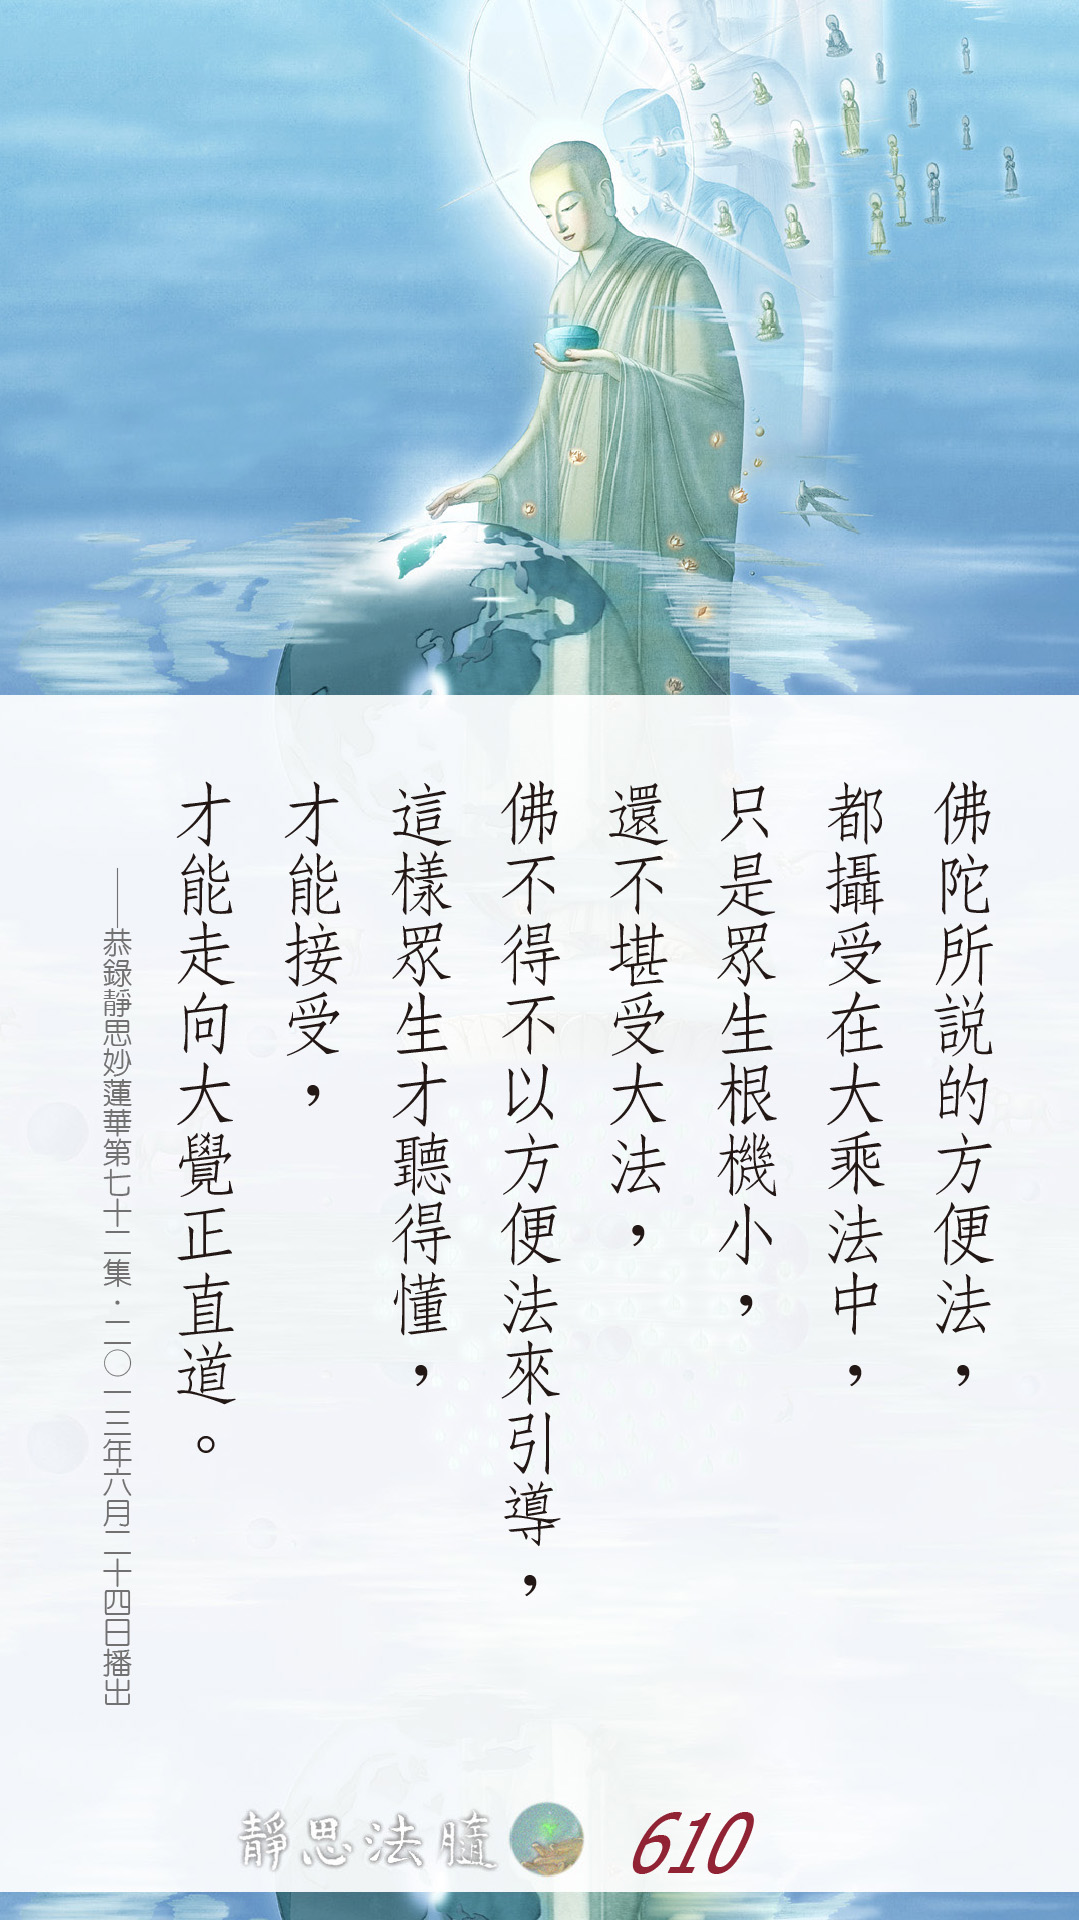 佛陀所説的方便法，
都攝受在大乘法中，
只是眾生根機小，
還不堪受大法，
佛不得不以方便法來引導，
這樣眾生才聽得懂，
才能接受，
才能走向大覺正直道。
——恭錄靜思妙蓮華第七十二集．二〇一三年六月二十四日播出
靜思法髓
610